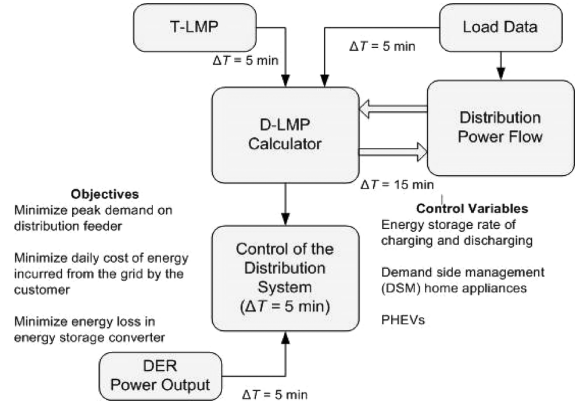 T-LMP
Load Data
ΔT = 5 min
ΔT = 5 min
D-LMP
Calculator
Distribution
Power Flow
ΔT = 15 min
Objectives
Minimize peak demand on
distribution feeder
Minimize daily cost of energy
incurred from the grid by the
customer
Minimize energy loss in
energy storage converter
Control of the
Distribution
System
(ΔT = 5 min)
Control Variables
Energy storage rate of
charging and discharging
Demand side management
(DSM) home appliances
PHEVs
DER
Power Output
ΔT = 5 min